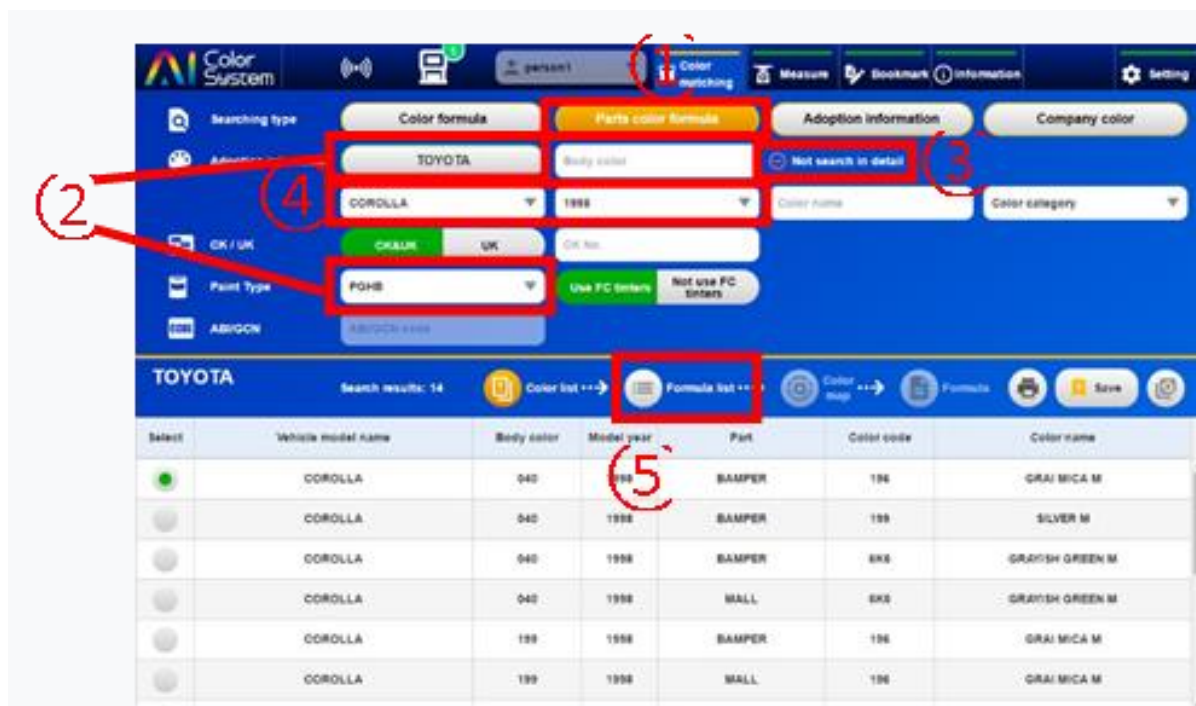 ①
AI Color System
5
person1
Color matching
Measure
Bookmark
Information
Setting
Searching type
Color formula
Parts color formula
Adoption information
Company color
②
④
TOYOTA
Body color
Not search in detail
③
COROLLA
1998
Color name
Color category
CK / UK
CK&UK
UK
CK No.
Paint Type
PGHB
Use FC tinters
Not use FC tinters
ABI/GCN
ABI/GCN code
TOYOTA
Search results: 14
Color list
Formula list
Color map
Formula
Save
⑤
Select Vehicle model name Body color Model year Part Color code Color name
COROLLA 040 1998 BAMPER 196 GRAI MICA M
COROLLA 040 1998 BAMPER 199 SILVER M
COROLLA 040 1998 BAMPER 6K6 GRAYISH GREEN M
COROLLA 040 1998 MALL 6K6 GRAYISH GREEN M
COROLLA 199 1998 BAMPER 196 GRAI MICA M
COROLLA 199 1998 MALL 196 GRAI MICA M